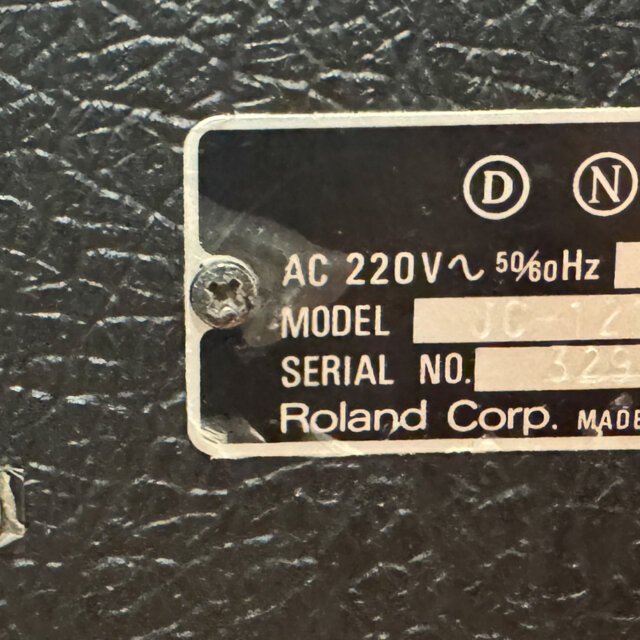 D N
AC 220V~ 50/60Hz
MODEL JC-12
SERIAL NO. 329
Roland Corp. MADE